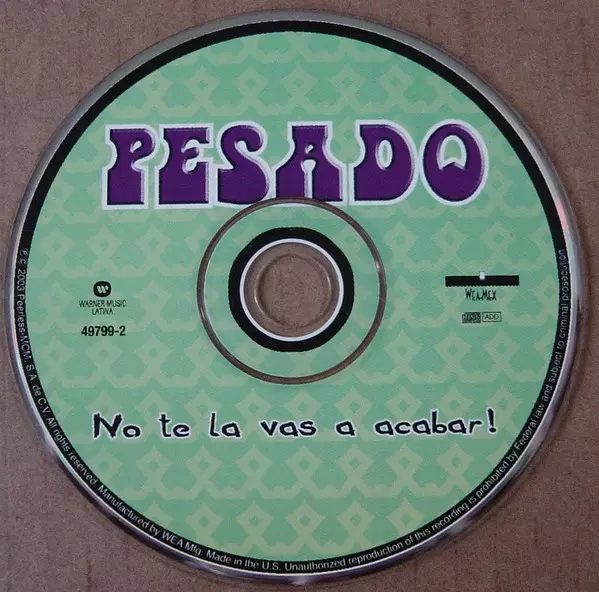 PESADO
WARNER MUSIC
LATINA
49799-2
WEA-MEX
ADD
No te la vas a acabar!
℗ © 2003 Peerless-MCM, S.A. de C.V. All rights reserved. Manufactured by WEA Mfg. Made in the U.S. Unauthorized reproduction of this recording is prohibited by Federal law and subject to criminal prosecution